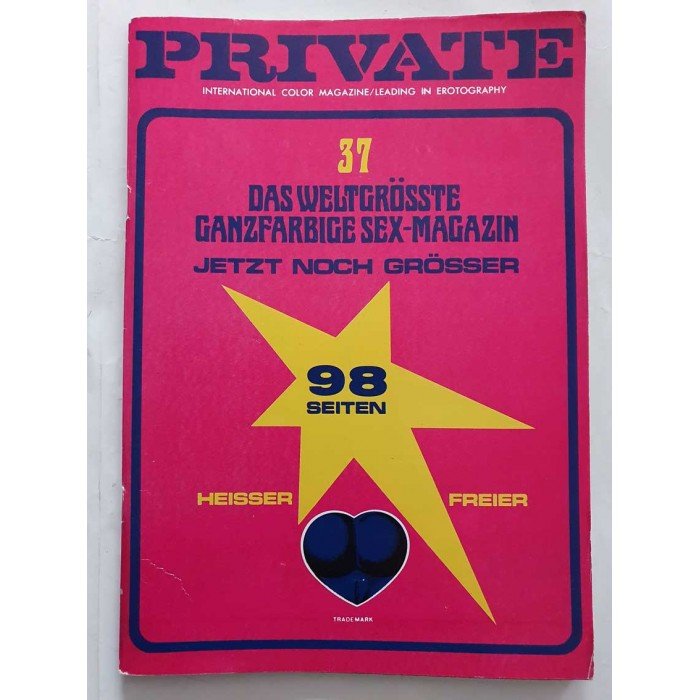 PRIVATE
INTERNATIONAL COLOR MAGAZINE/LEADING IN EROTOGRAPHY
37
DAS WELTGRÖSSTE
GANZFARBIGE SEX-MAGAZIN
JETZT NOCH GRÖSSER
98
SEITEN
HEISSER FREIER
TRADEMARK